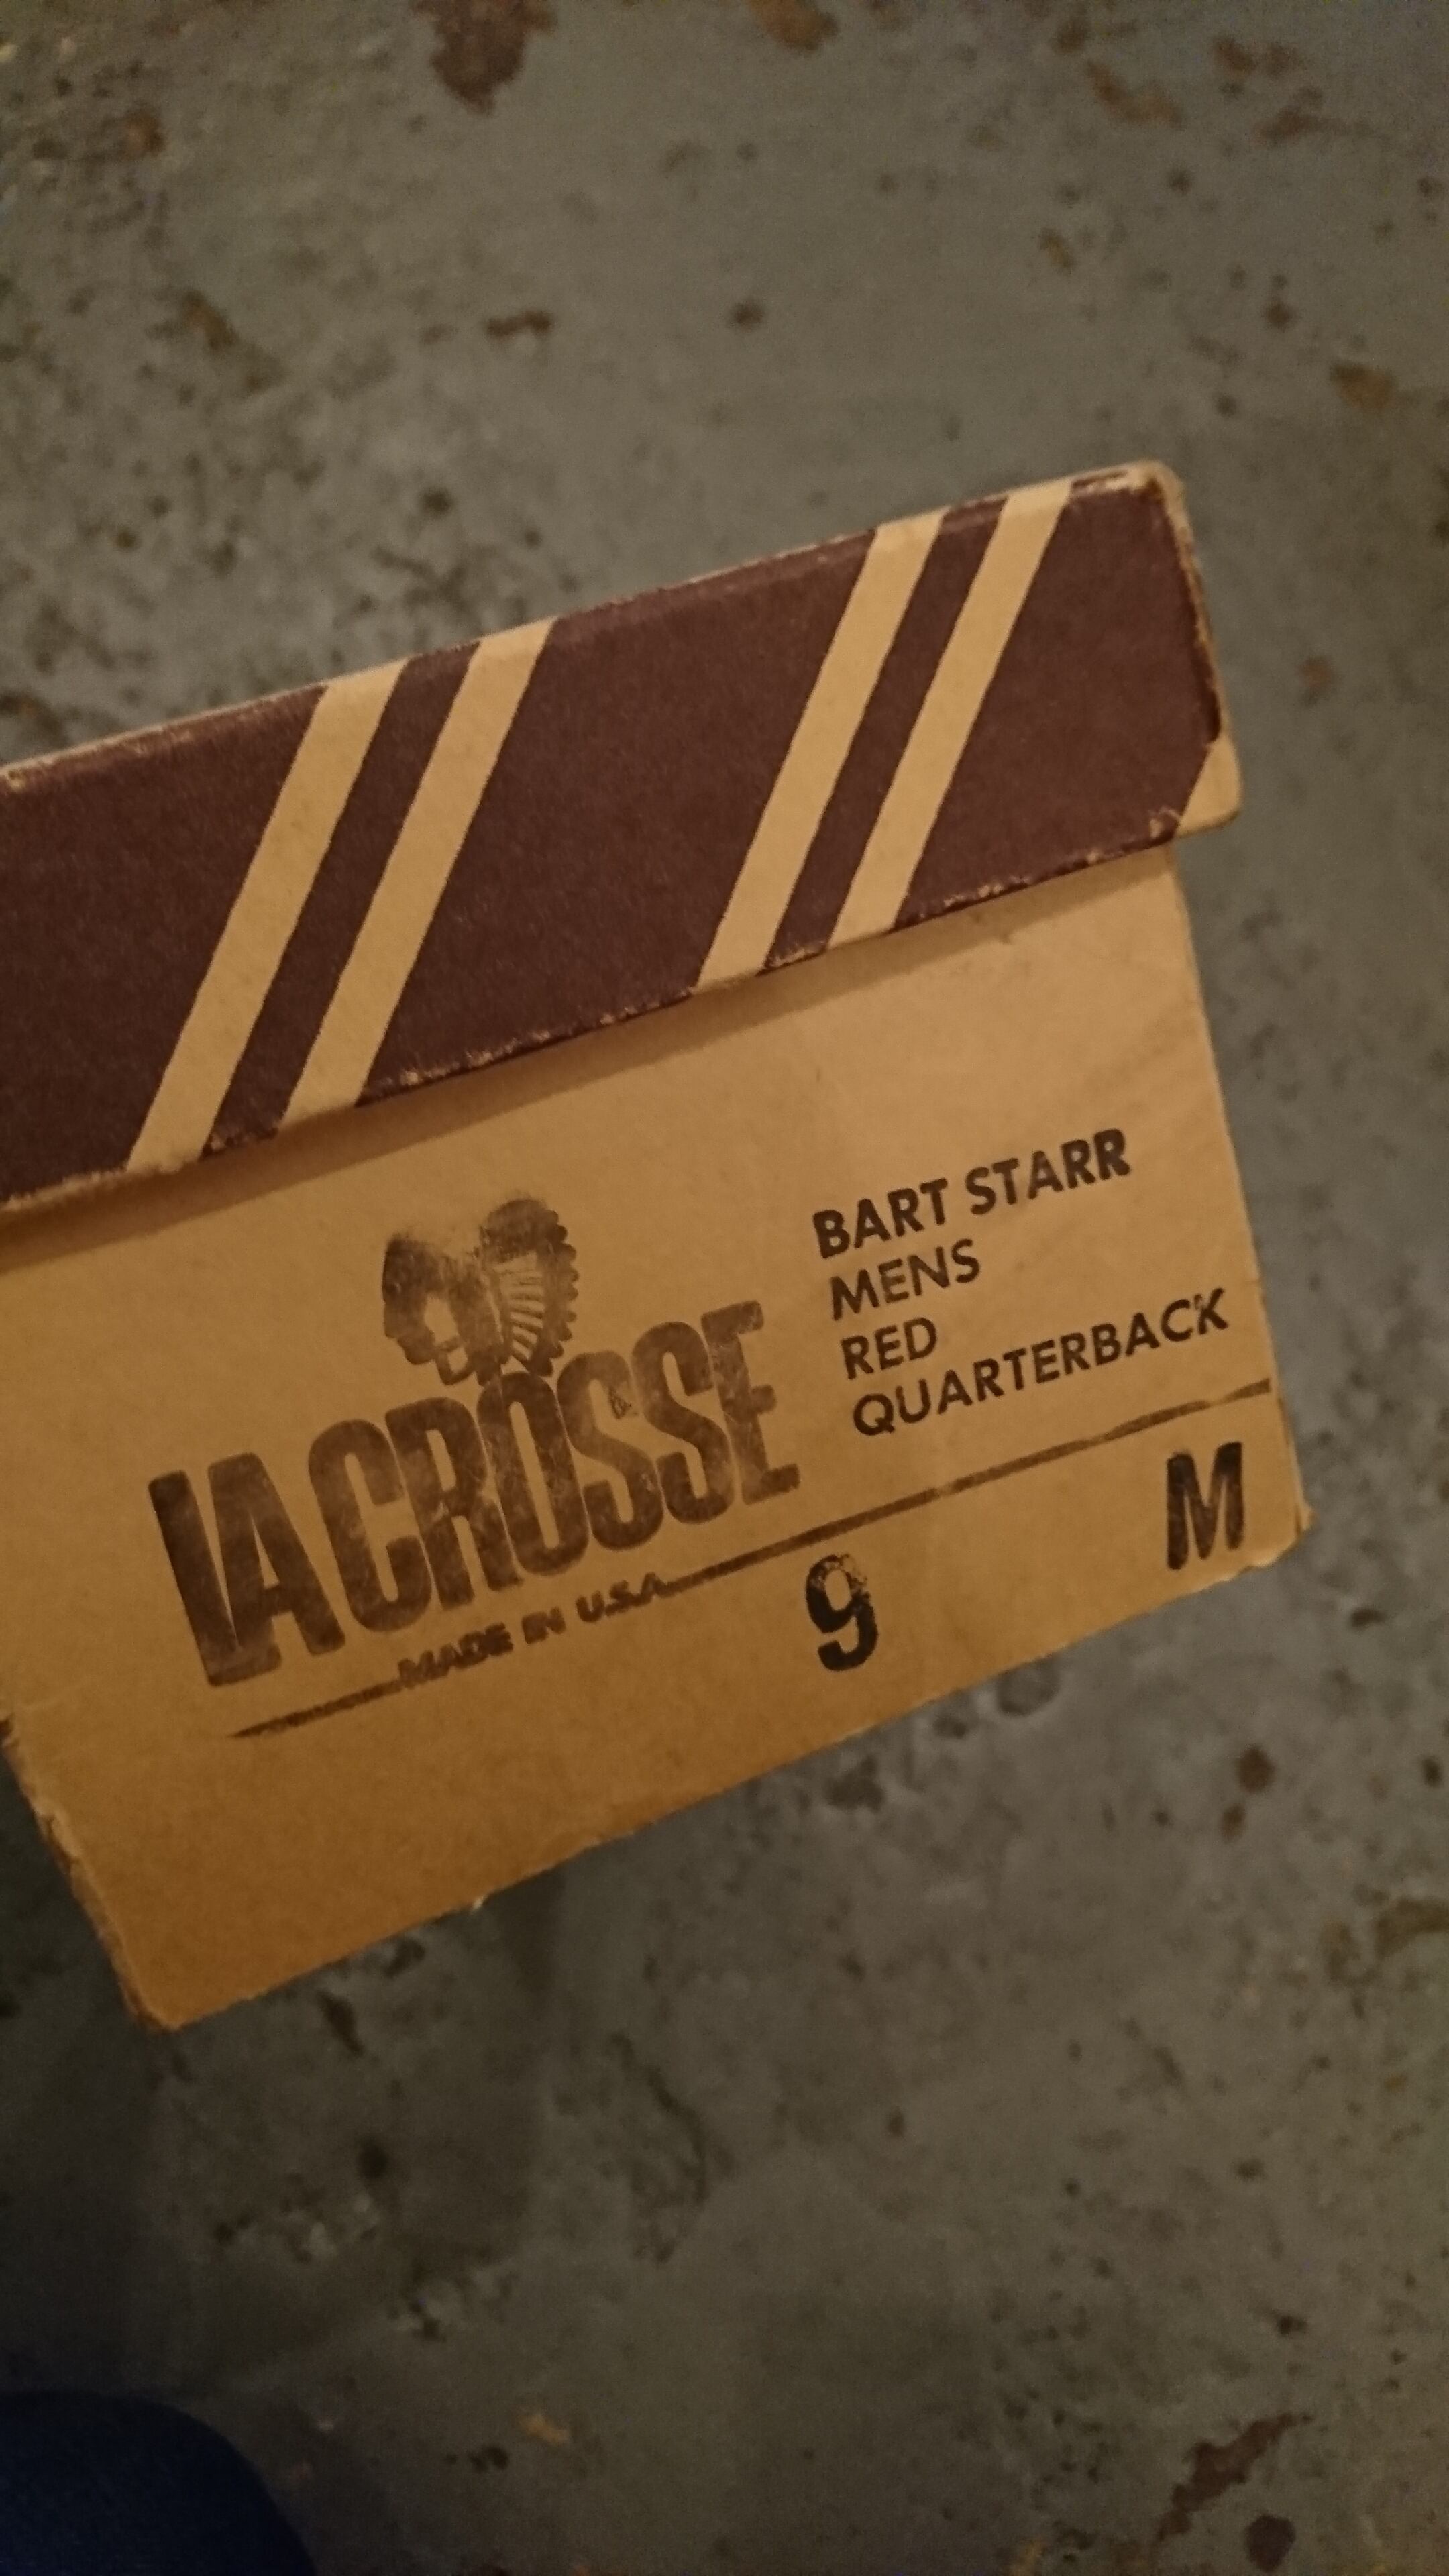 LACROSSE
MADE IN U.S.A.
BART STARR
MENS
RED
QUARTERBACK
9
M